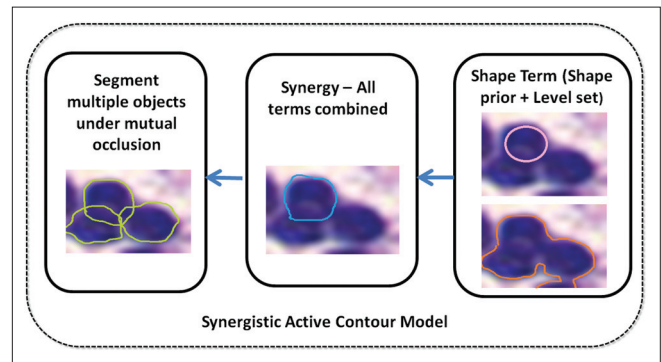 Segment
multiple objects
under mutual
occlusion
Synergy – All
terms combined
Shape Term (Shape
prior + Level set)
Synergistic Active Contour Model